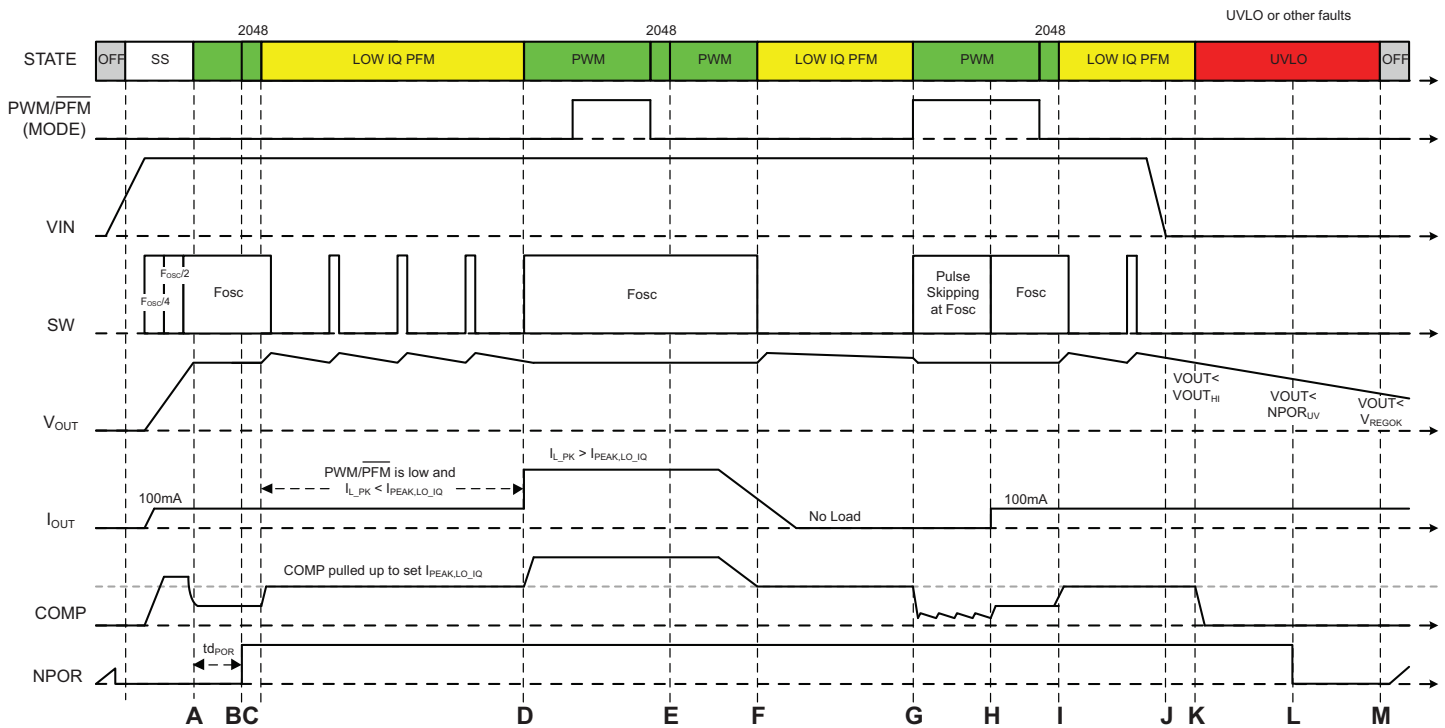 UVLO or other faults
2048
2048
2048
STATE
OFF
SS
LOW IQ PFM
PWM
PWM
LOW IQ PFM
PWM
LOW IQ PFM
UVLO
OFF
PWM/PFM
(MODE)
VIN
FOSC/2
FOSC/4
Fosc
Fosc
Pulse
Skipping
at Fosc
Fosc
SW
VOUT
VOUT<
VOUTHI
VOUT<
NPORUV
VOUT<
VREGOK
IL_PK > IPEAK,LO_IQ
PWM/PFM is low and
IL_PK < IPEAK,LO_IQ
100mA
No Load
100mA
IOUT
COMP pulled up to set IPEAK,LO_IQ
COMP
tdPOR
NPOR
A B C D E F G H I J K L M